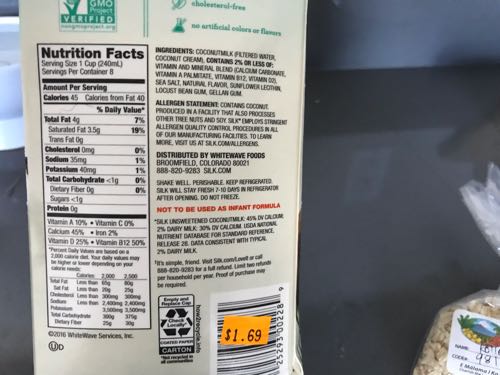 GMO
Project
VERIFIED
nongmoproject.org
cholesterol-free
no artificial colors or flavors
Nutrition Facts
Serving Size 1 Cup (240mL)
Servings Per Container 8
Amount Per Serving
Calories 45 Calories from Fat 40
% Daily Value*
Total Fat 4g 7%
Saturated Fat 3.5g 19%
Trans Fat 0g
Cholesterol 0mg 0%
Sodium 35mg 1%
Potassium 40mg 1%
Total Carbohydrate <1g 0%
Dietary Fiber 0g 0%
Sugars <1g
Protein 0g
Vitamin A 10% • Vitamin C 0%
Calcium 45% • Iron 2%
Vitamin D 25% • Vitamin B12 50%
*Percent Daily Values are based on a
2,000 calorie diet. Your daily values may
be higher or lower depending on your
calorie needs:
Calories: 2,000 2,500
Total Fat Less than 65g 80g
Sat Fat Less than 20g 25g
Cholesterol Less than 300mg 300mg
Sodium Less than 2,400mg 2,400mg
Potassium 3,500mg 3,500mg
Total Carbohydrate 300g 375g
Dietary Fiber 25g 30g
©2016 WhiteWave Services, Inc.
UD
INGREDIENTS: COCONUTMILK (FILTERED WATER,
COCONUT CREAM), CONTAINS 2% OR LESS OF:
VITAMIN AND MINERAL BLEND (CALCIUM CARBONATE,
VITAMIN A PALMITATE, VITAMIN B12, VITAMIN D2),
SEA SALT, NATURAL FLAVOR, SUNFLOWER LECITHIN,
LOCUST BEAN GUM, GELLAN GUM.
ALLERGEN STATEMENT: CONTAINS COCONUT.
PRODUCED IN A FACILITY THAT ALSO PROCESSES
OTHER TREE NUTS AND SOY. SILK® EMPLOYS STRINGENT
ALLERGEN QUALITY CONTROL PROCEDURES IN ALL
OF OUR MANUFACTURING FACILITIES. TO LEARN
MORE, VISIT US AT SILK.COM/ALLERGENS.
DISTRIBUTED BY WHITEWAVE FOODS
BROOMFIELD, COLORADO 80021
888-820-9283 SILK.COM
SHAKE WELL. PERISHABLE. KEEP REFRIGERATED.
SILK WILL STAY FRESH 7-10 DAYS IN REFRIGERATOR
AFTER OPENING. DO NOT FREEZE.
NOT TO BE USED AS INFANT FORMULA
*SILK UNSWEETENED COCONUTMILK: 45% DV CALCIUM;
2% DAIRY MILK: 30% DV CALCIUM. USDA NATIONAL
NUTRIENT DATABASE FOR STANDARD REFERENCE,
RELEASE 28. DATA CONSISTENT WITH TYPICAL
2% DAIRY MILK.
†It's simple, friend. Visit Silk.com/LoveIt or call
888-820-9283 for a full refund. Limit two refunds
per household per year. Proof of purchase may
be required.
Empty and
Replace Cap
Check
Locally*
COATED PAPER
CARTON
*Not recycled in
all communities
how2recycle.info
$1.69
25293 00228 9
NAME:
CODE# 981